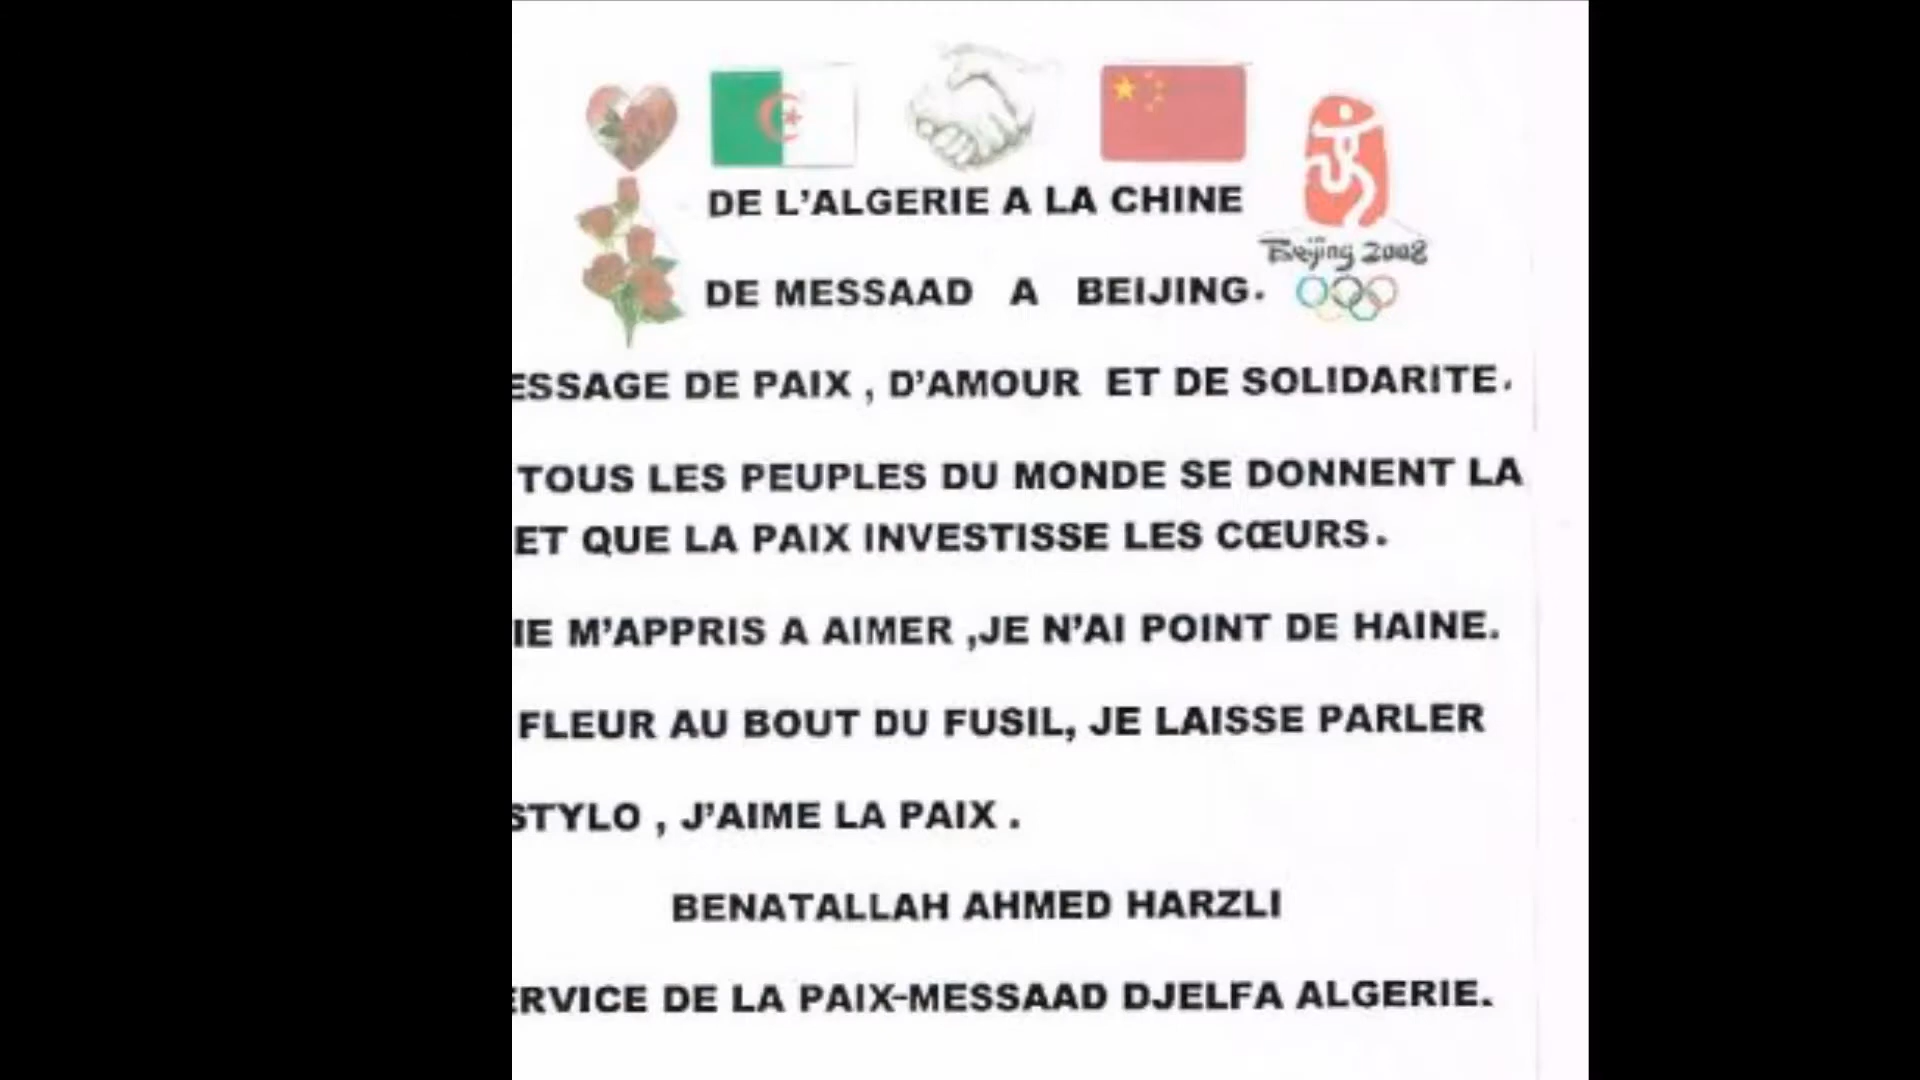 DE L'ALGERIE A LA CHINE
Beijing 2008
DE MESSAAD A BEIJING.
ESSAGE DE PAIX , D'AMOUR ET DE SOLIDARITE.
TOUS LES PEUPLES DU MONDE SE DONNENT LA
ET QUE LA PAIX INVESTISSE LES CŒURS.
IE M'APPRIS A AIMER ,JE N'AI POINT DE HAINE.
FLEUR AU BOUT DU FUSIL, JE LAISSE PARLER
STYLO , J'AIME LA PAIX .
BENATALLAH AHMED HARZLI
ERVICE DE LA PAIX-MESSAAD DJELFA ALGERIE.